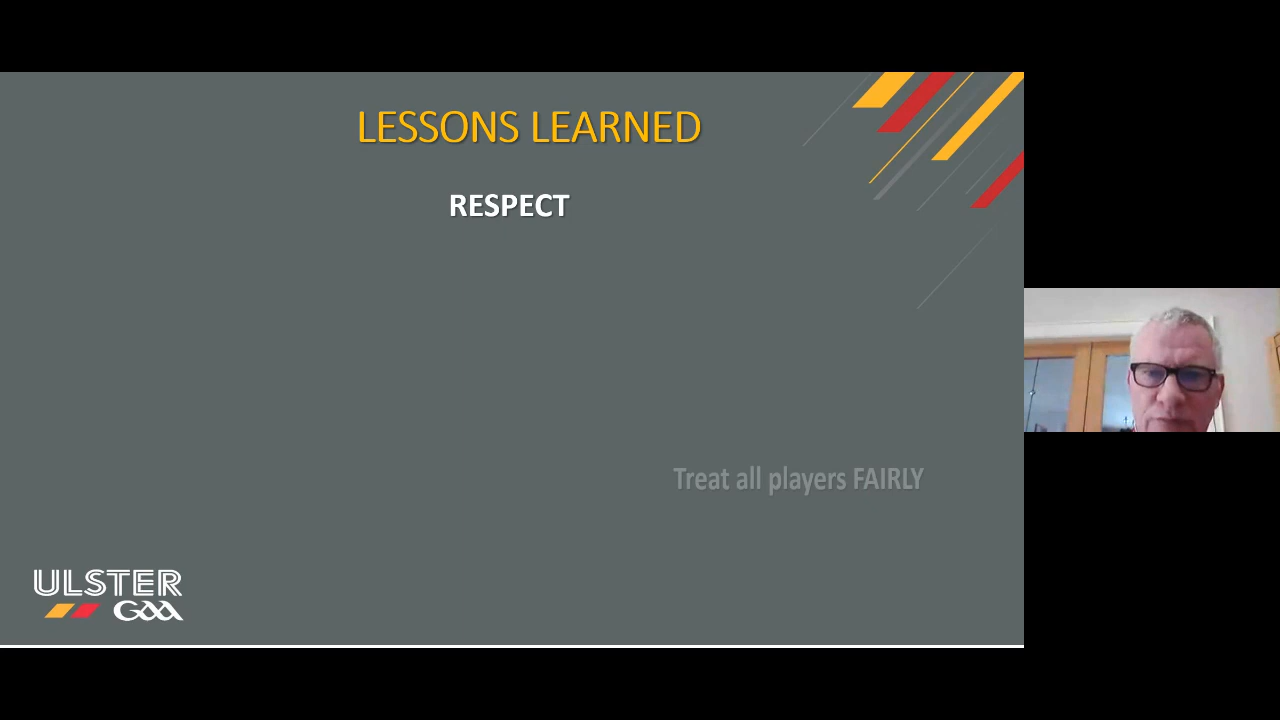 LESSONS LEARNED
RESPECT
Treat all players FAIRLY
ULSTER
GAA